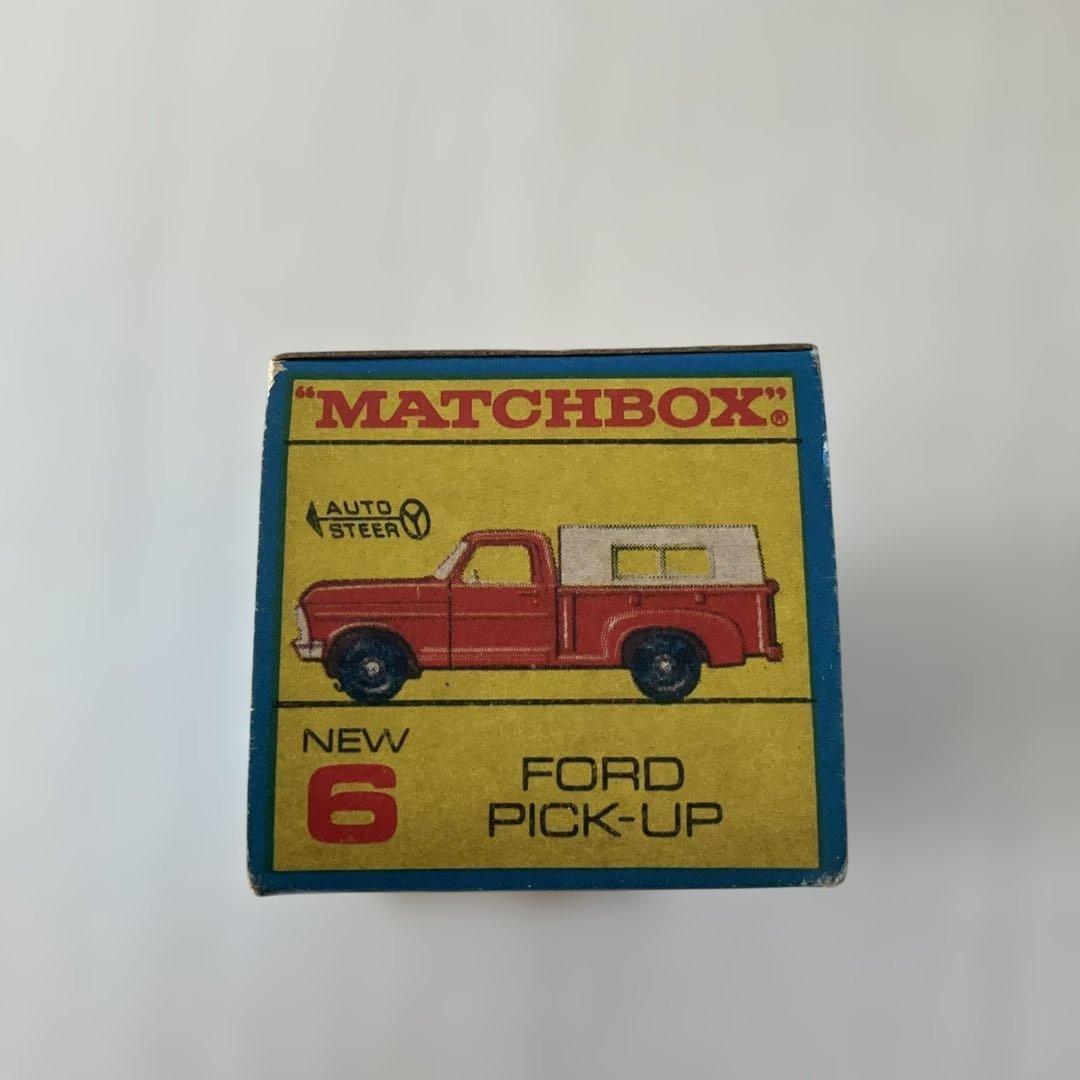 "MATCHBOX"®
AUTO
STEER
NEW
6
FORD
PICK-UP